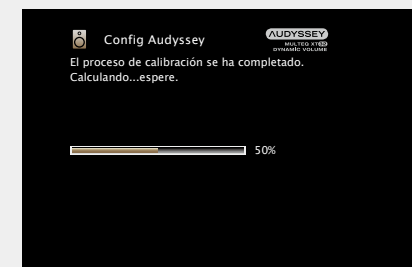 Config Audyssey
AUDYSSEY
MULTEQ XT32
DYNAMIC VOLUME
El proceso de calibración se ha completado.
Calculando...espere.
50%